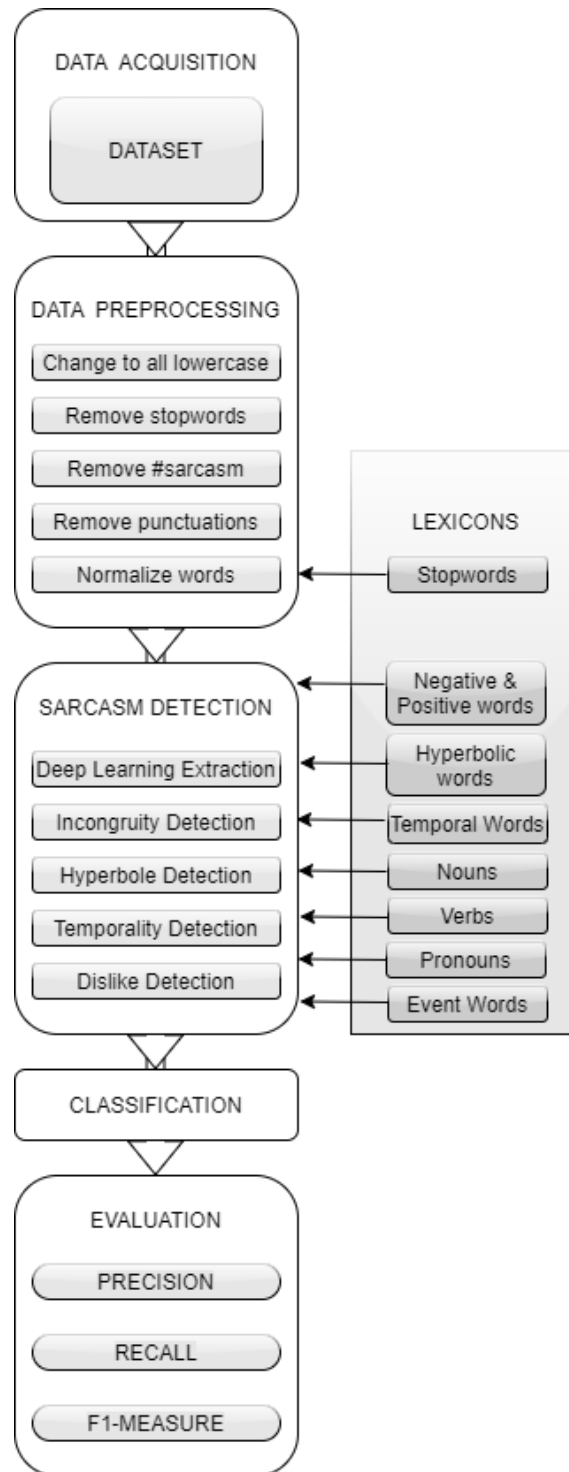 DATA ACQUISITION
DATASET
DATA PREPROCESSING
Change to all lowercase
Remove stopwords
Remove #sarcasm
Remove punctuations
Normalize words
LEXICONS
Stopwords
Negative &
Positive words
Hyperbolic
words
Temporal Words
Nouns
Verbs
Pronouns
Event Words
SARCASM DETECTION
Deep Learning Extraction
Incongruity Detection
Hyperbole Detection
Temporality Detection
Dislike Detection
CLASSIFICATION
EVALUATION
PRECISION
RECALL
F1-MEASURE